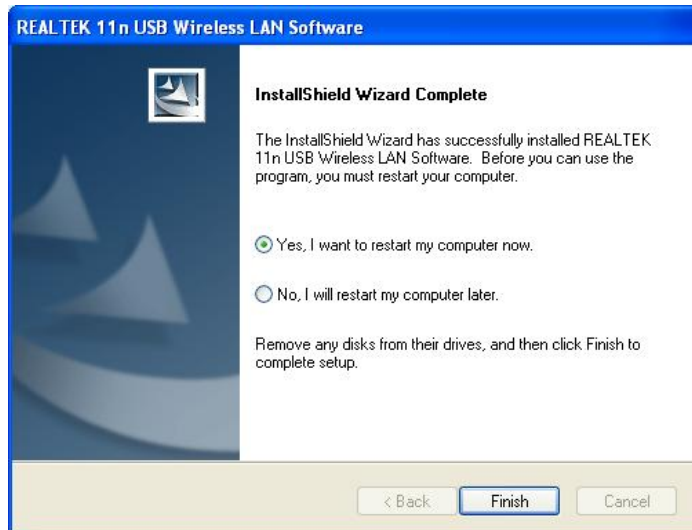 REALTEK 11n USB Wireless LAN Software
InstallShield Wizard Complete
The InstallShield Wizard has successfully installed REALTEK
11n USB Wireless LAN Software.  Before you can use the
program, you must restart your computer.
Yes, I want to restart my computer now.
No, I will restart my computer later.
Remove any disks from their drives, and then click Finish to
complete setup.
< Back
Finish
Cancel